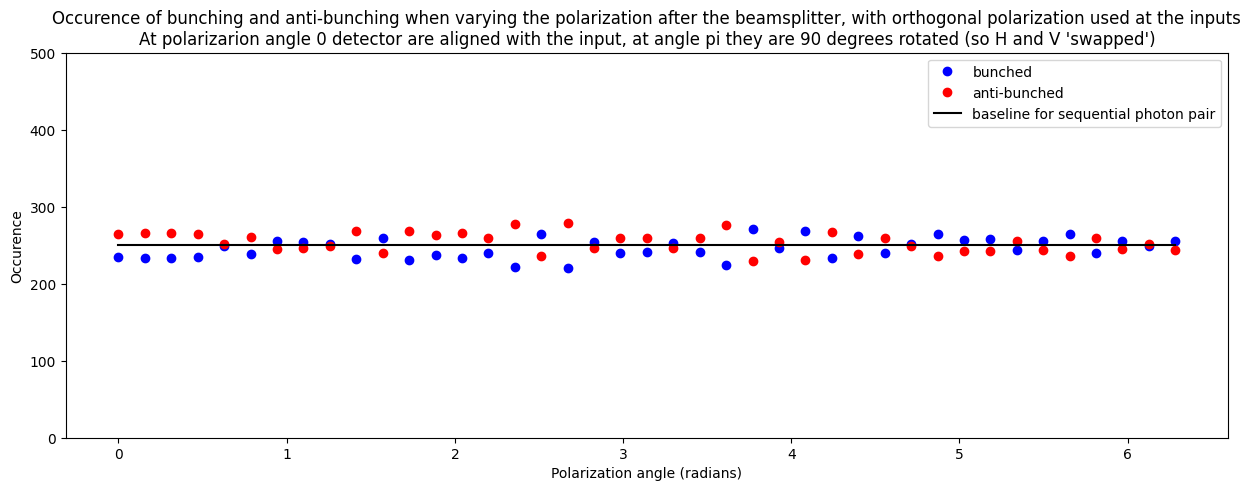 Occurence of bunching and anti-bunching when varying the polarization after the beamsplitter, with orthogonal polarization used at the inputs
At polarizarion angle 0 detector are aligned with the input, at angle pi they are 90 degrees rotated (so H and V 'swapped')
500
400
300
200
100
0
Occurrence
bunched
anti-bunched
baseline for sequential photon pair
0 1 2 3 4 5 6
Polarization angle (radians)